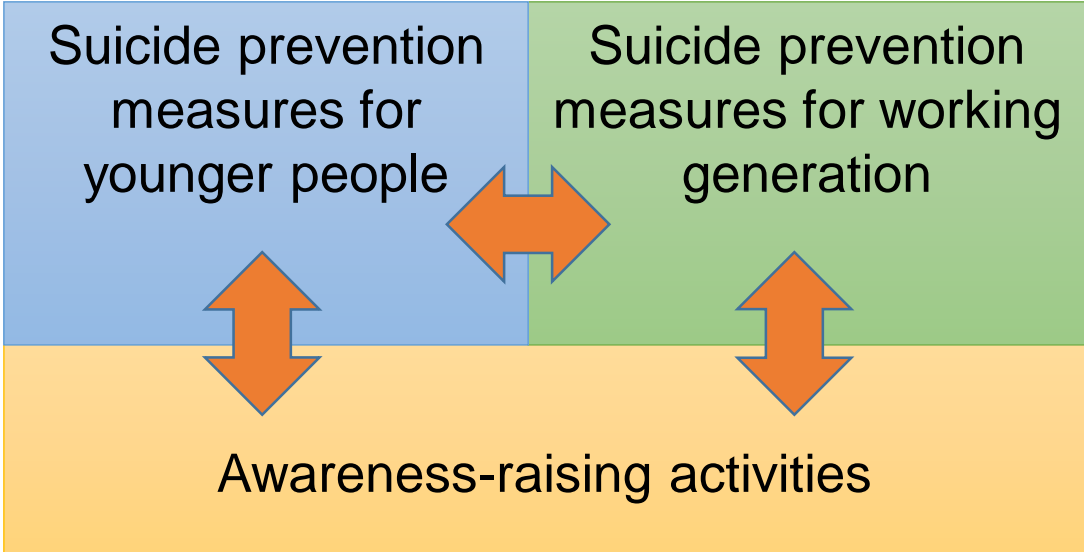 Suicide prevention
measures for
younger people
Suicide prevention
measures for working
generation
Awareness-raising activities